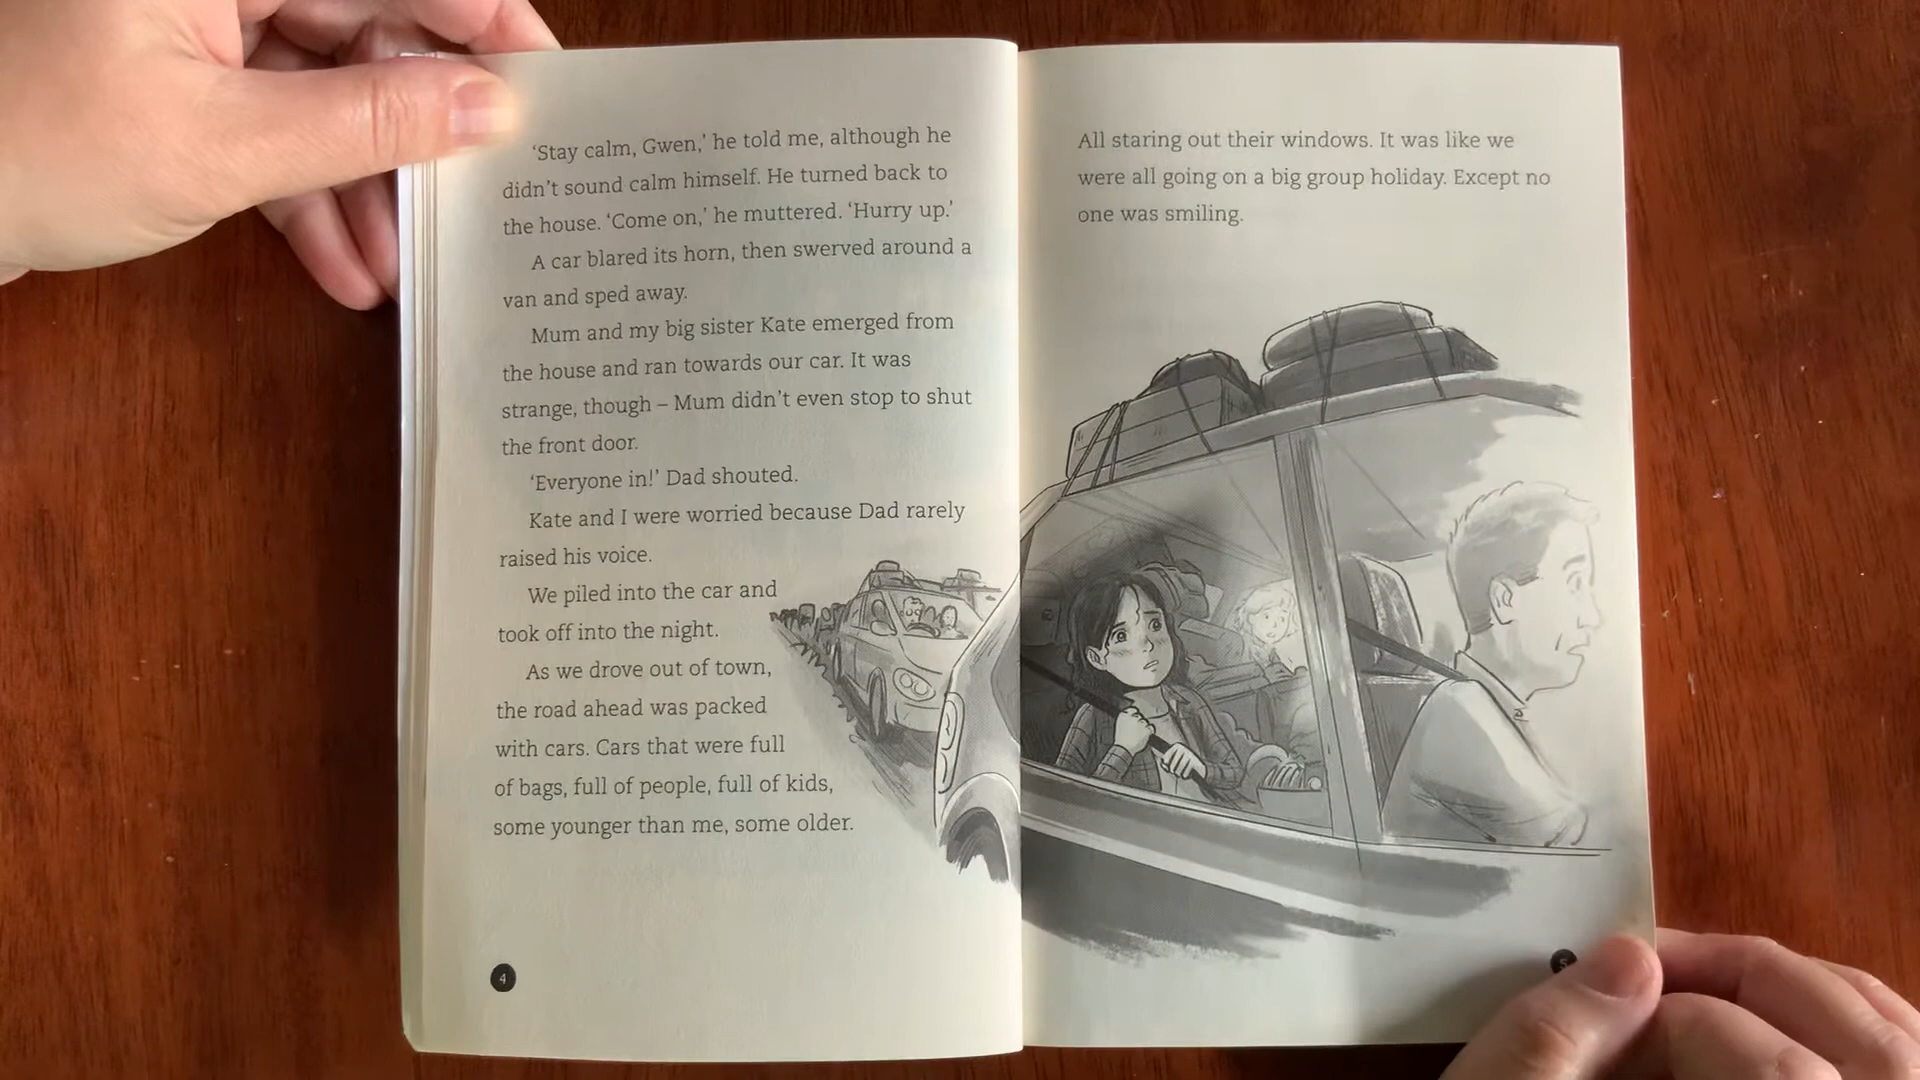 ‘Stay calm, Gwen,’ he told me, although he
didn’t sound calm himself. He turned back to
the house. ‘Come on,’ he muttered. ‘Hurry up.’
A car blared its horn, then swerved around a
van and sped away.
Mum and my big sister Kate emerged from
the house and ran towards our car. It was
strange, though – Mum didn’t even stop to shut
the front door.
‘Everyone in!’ Dad shouted.
Kate and I were worried because Dad rarely
raised his voice.
We piled into the car and
took off into the night.
As we drove out of town,
the road ahead was packed
with cars. Cars that were full
of bags, full of people, full of kids,
some younger than me, some older.
4
All staring out their windows. It was like we
were all going on a big group holiday. Except no
one was smiling.
5